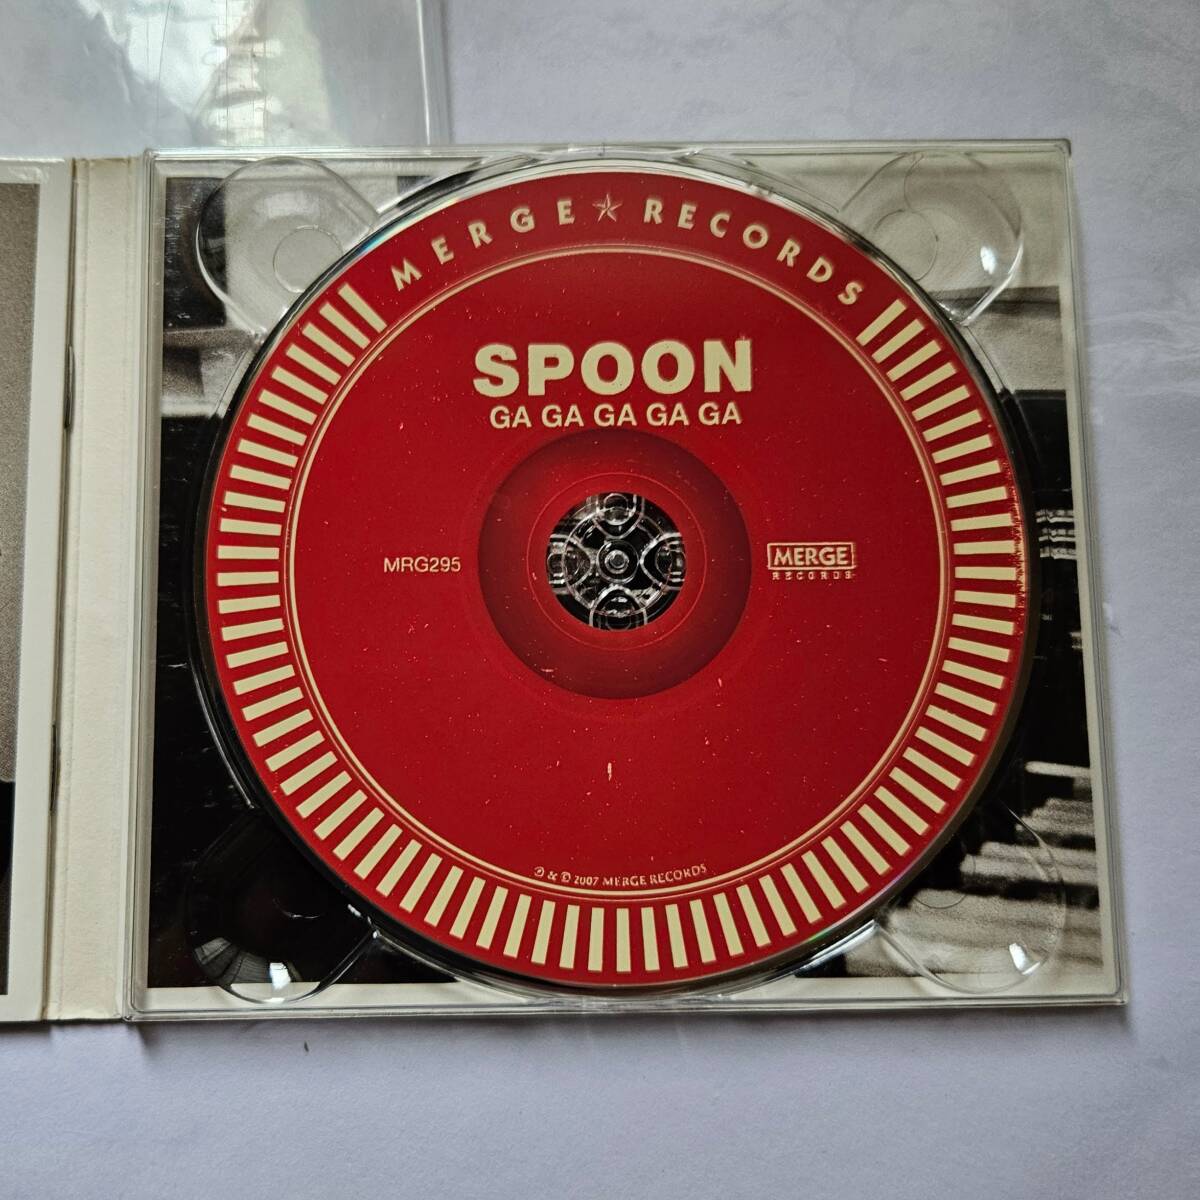 MERGE★RECORDS
SPOON
GA GA GA GA GA
MRG295
MERGE
RECORDS
℗ & © 2007 MERGE RECORDS